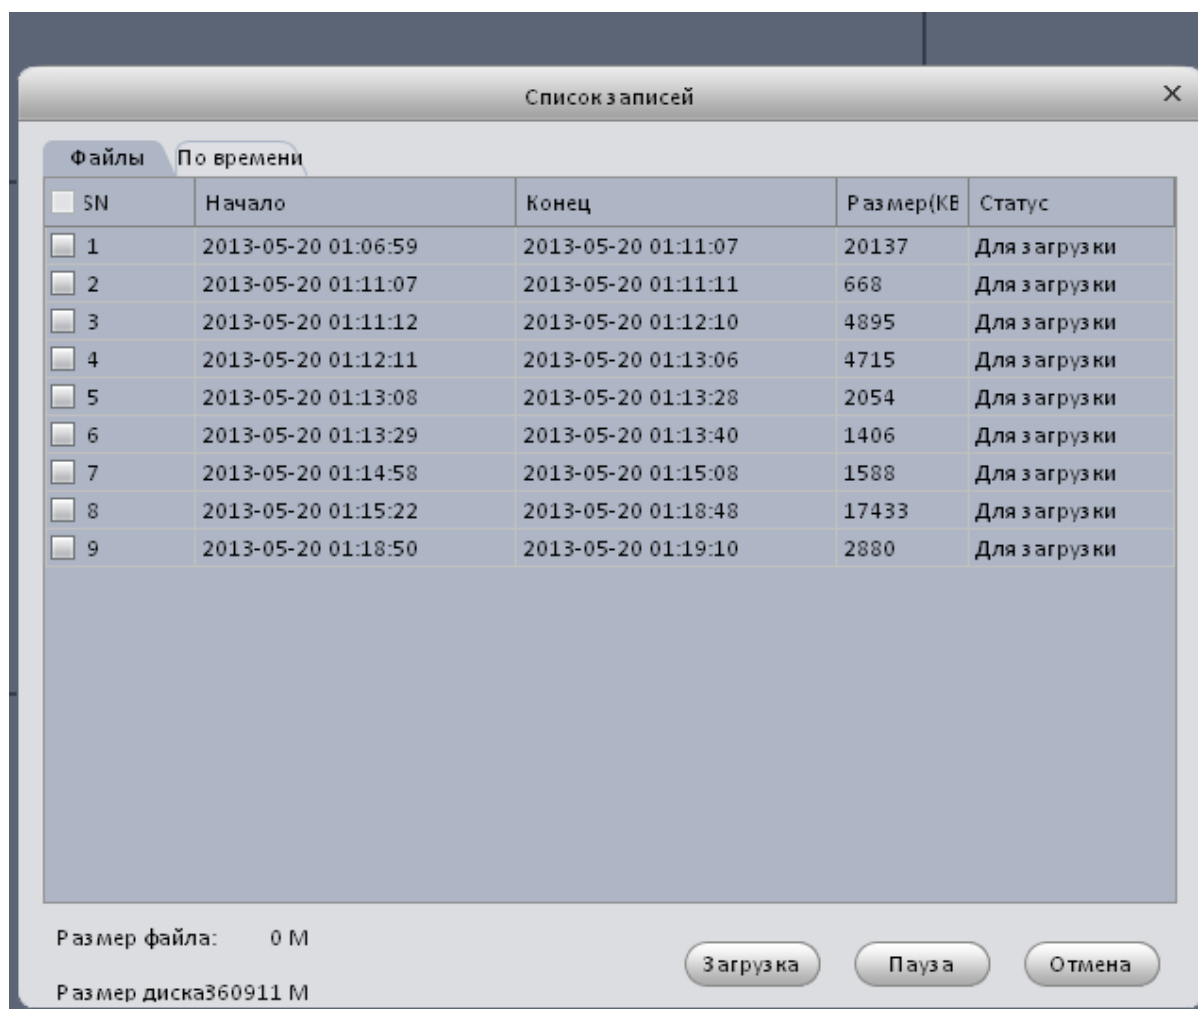 Список записей
Файлы По времени
SN Начало Конец Размер(КБ Статус
1 2013-05-20 01:06:59 2013-05-20 01:11:07 20137 Для загрузки
2 2013-05-20 01:11:07 2013-05-20 01:11:11 668 Для загрузки
3 2013-05-20 01:11:12 2013-05-20 01:12:10 4895 Для загрузки
4 2013-05-20 01:12:11 2013-05-20 01:13:06 4715 Для загрузки
5 2013-05-20 01:13:08 2013-05-20 01:13:28 2054 Для загрузки
6 2013-05-20 01:13:29 2013-05-20 01:13:40 1406 Для загрузки
7 2013-05-20 01:14:58 2013-05-20 01:15:08 1588 Для загрузки
8 2013-05-20 01:15:22 2013-05-20 01:18:48 17433 Для загрузки
9 2013-05-20 01:18:50 2013-05-20 01:19:10 2880 Для загрузки
Размер файла: 0 М
Загрузка Пауза Отмена
Размер диска360911 М